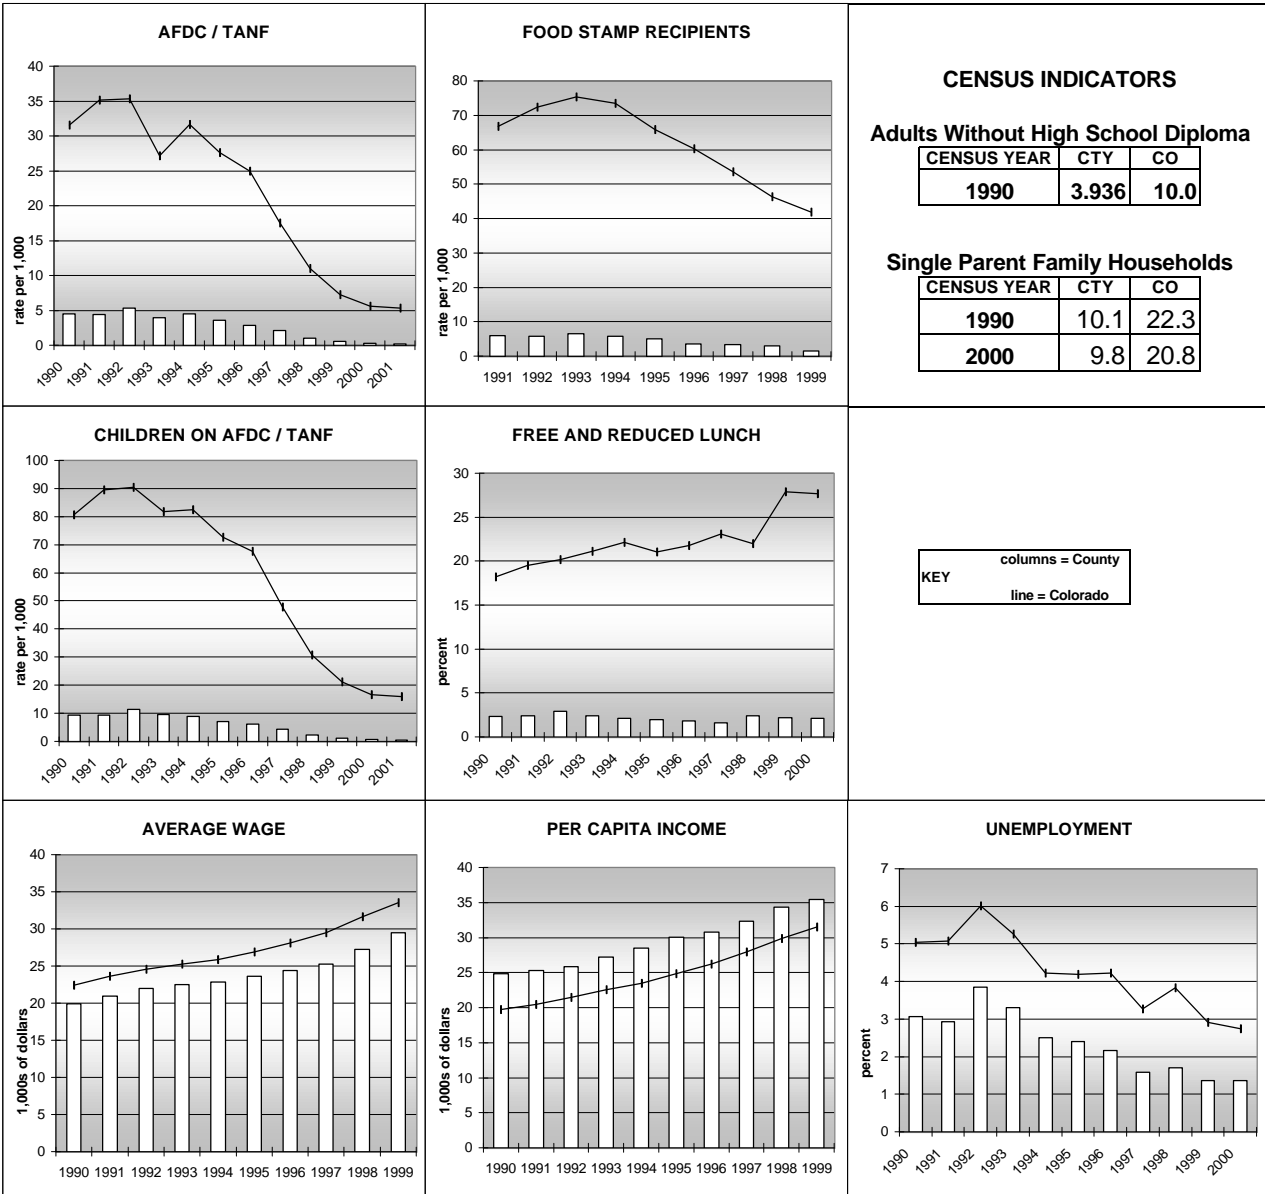 AFDC / TANF
40
35
30
25
20
15
10
5
0
rate per 1,000
1990 1991 1992 1993 1994 1995 1996 1997 1998 1999 2000 2001
FOOD STAMP RECIPIENTS
80
70
60
50
40
30
20
10
0
rate per 1,000
1991 1992 1993 1994 1995 1996 1997 1998 1999
CENSUS INDICATORS
Adults Without High School Diploma
CENSUS YEAR CTY CO
1990 3.936 10.0
Single Parent Family Households
CENSUS YEAR CTY CO
1990 10.1 22.3
2000 9.8 20.8
CHILDREN ON AFDC / TANF
100
90
80
70
60
50
40
30
20
10
0
rate per 1,000
1990 1991 1992 1993 1994 1995 1996 1997 1998 1999 2000 2001
FREE AND REDUCED LUNCH
30
25
20
15
10
5
0
percent
1990 1991 1992 1993 1994 1995 1996 1997 1998 1999 2000
columns = County
KEY
line = Colorado
AVERAGE WAGE
40
35
30
25
20
15
10
5
0
1,000s of dollars
1990 1991 1992 1993 1994 1995 1996 1997 1998 1999
PER CAPITA INCOME
40
35
30
25
20
15
10
5
0
1,000s of dollars
1990 1991 1992 1993 1994 1995 1996 1997 1998 1999
UNEMPLOYMENT
7
6
5
4
3
2
1
0
percent
1990 1991 1992 1993 1994 1995 1996 1997 1998 1999 2000